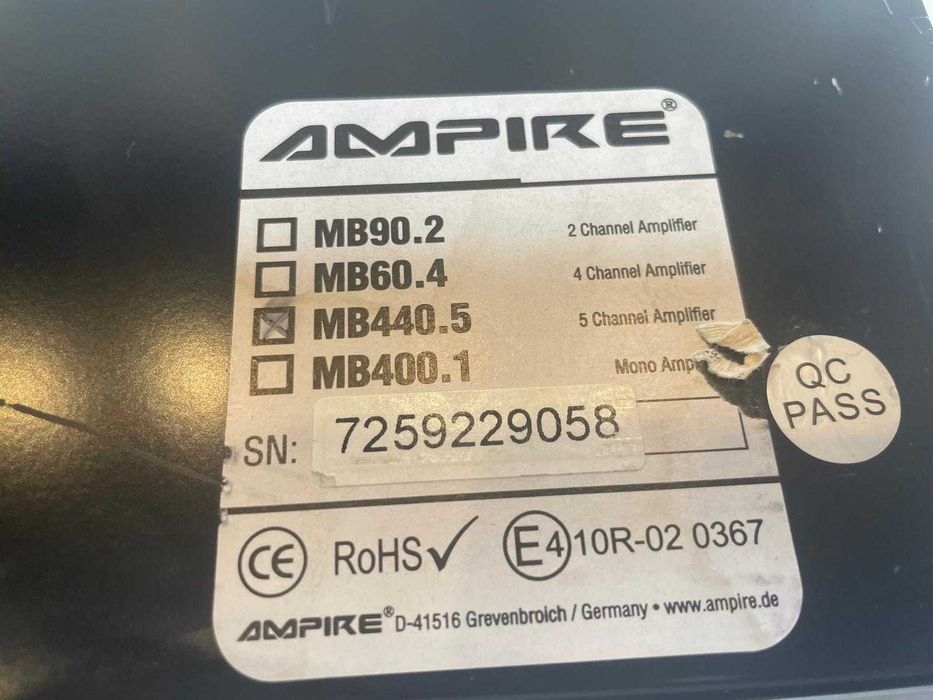 AMPIRE®
MB90.2 2 Channel Amplifier
MB60.4 4 Channel Amplifier
MB440.5 5 Channel Amplifier
MB400.1 Mono
SN: 7259229058
QC
PASS
CE RoHS✓ E4 10R-02 0367
AMPIRE® D-41516 Grevenbroich / Germany • www.ampire.de